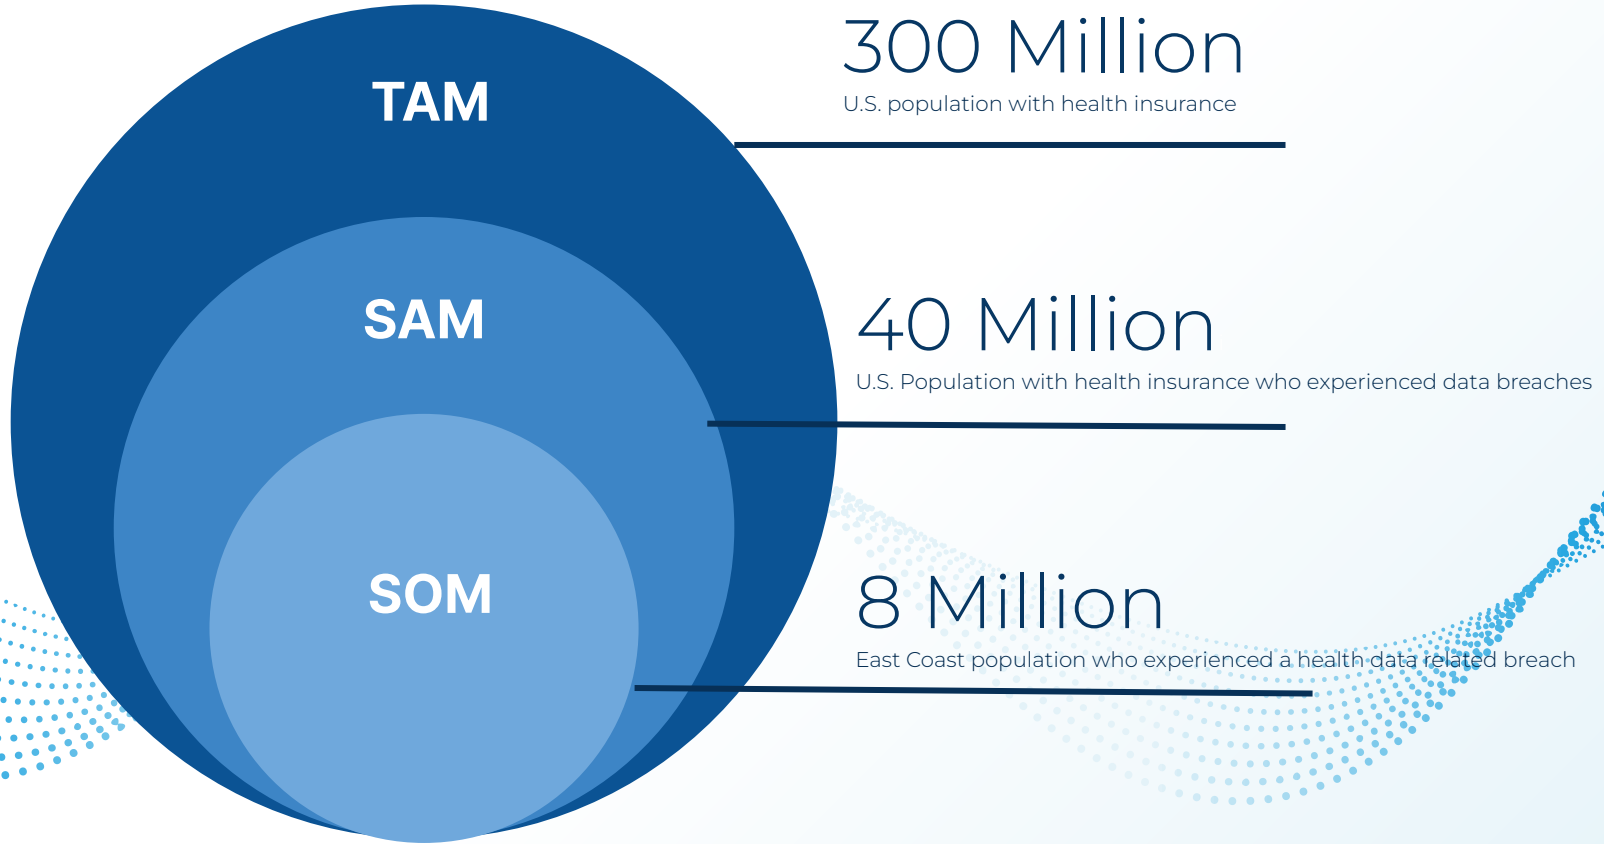 TAM
300 Million
U.S. population with health insurance
SAM
40 Million
U.S. Population with health insurance who experienced data breaches
SOM
8 Million
East Coast population who experienced a health data related breach